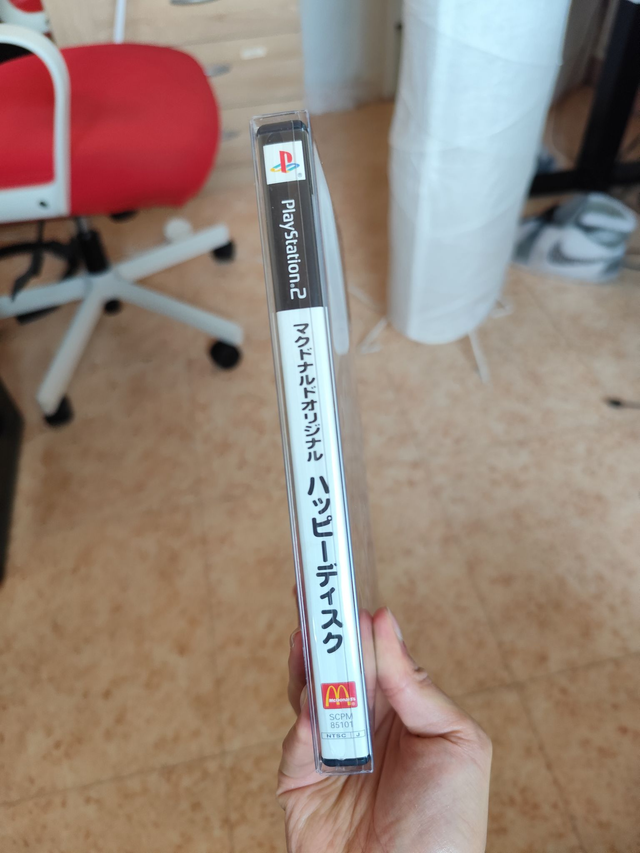 PlayStation.2
マクドナルドオリジナル
ハッピーディスク
SCPM
85101
NTSC J